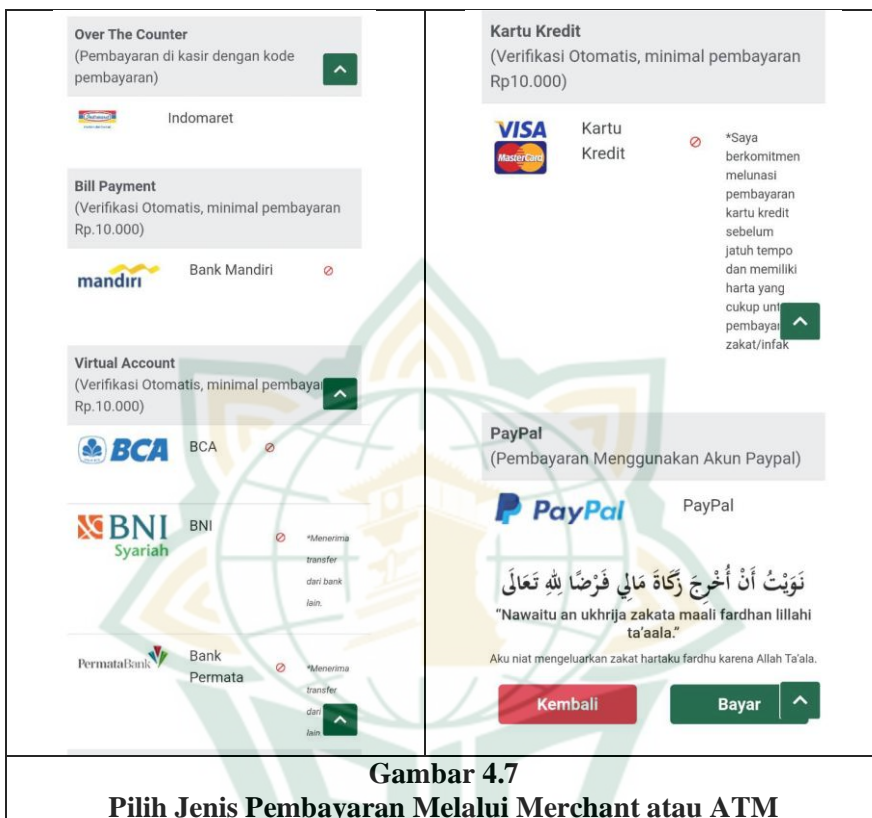 Over The Counter
(Pembayaran di kasir dengan kode
pembayaran)
Indomaret
Indomaret
Bill Payment
(Verifikasi Otomatis, minimal pembayaran
Rp.10.000)
mandiri
Bank Mandiri
Virtual Account
(Verifikasi Otomatis, minimal pembayar
Rp.10.000)
BCA
BCA
BNI
Syariah
BNI
*Menerima
transfer
dari bank
lain.
PermataBank
Bank
Permata
*Menerima
transfer
dari
lain
Kartu Kredit
(Verifikasi Otomatis, minimal pembayaran
Rp10.000)
VISA
MasterCard
Kartu
Kredit
*Saya
berkomitmen
melunasi
pembayaran
kartu kredit
sebelum
jatuh tempo
dan memiliki
harta yang
cukup unt
pembayar
zakat/infak
PayPal
(Pembayaran Menggunakan Akun Paypal)
PayPal
PayPal
نَوَيْتُ أَنْ أُخْرِجَ زَكَاةَ مَالِي فَرْضًا لِلّٰهِ تَعَالَى
"Nawaitu an ukhrija zakata maali fardhan lillahi
ta'aala."
Aku niat mengeluarkan zakat hartaku fardhu karena Allah Ta'ala.
Kembali
Bayar
Gambar 4.7
Pilih Jenis Pembayaran Melalui Merchant atau ATM